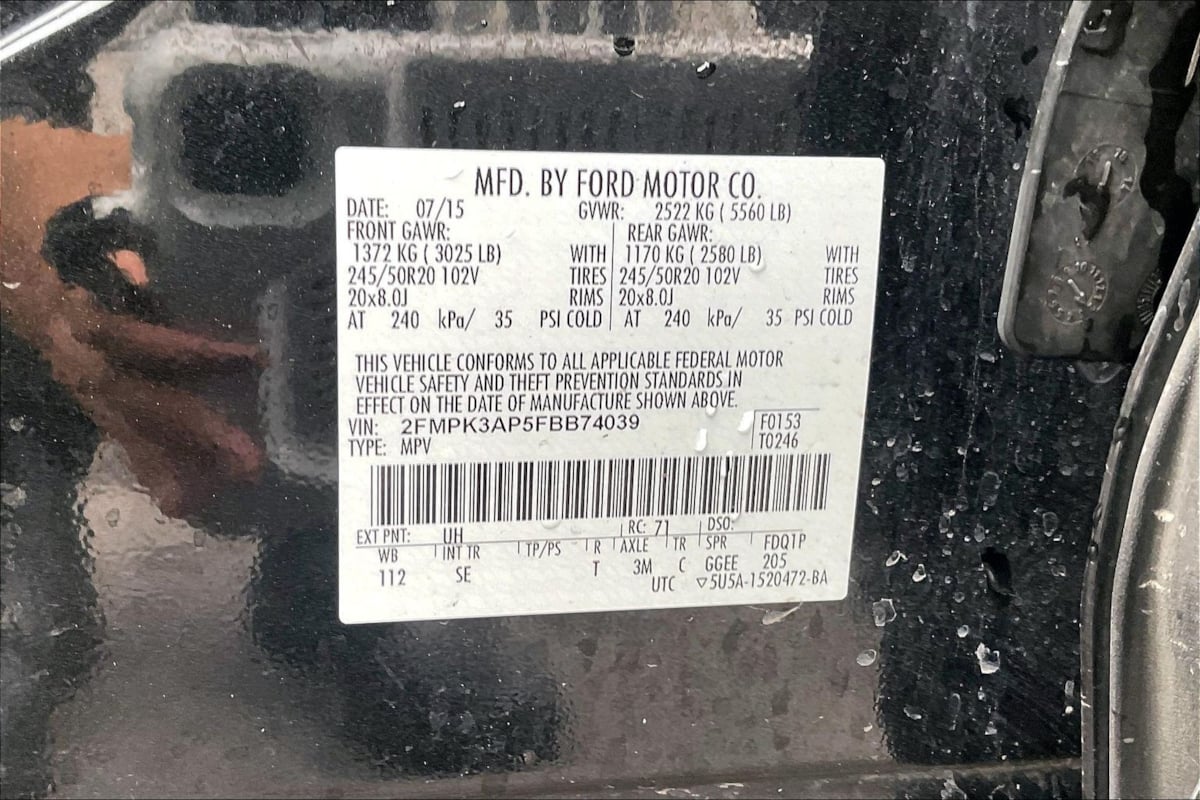 MFD. BY FORD MOTOR CO.
DATE: 07/15 GVWR: 2522 KG ( 5560 LB)
FRONT GAWR: REAR GAWR:
1372 KG ( 3025 LB) WITH 1170 KG ( 2580 LB) WITH
245/50R20 102V TIRES 245/50R20 102V TIRES
20x8.0J RIMS 20x8.0J RIMS
AT 240 kPa/ 35 PSI COLD AT 240 kPa/ 35 PSI COLD
THIS VEHICLE CONFORMS TO ALL APPLICABLE FEDERAL MOTOR
VEHICLE SAFETY AND THEFT PREVENTION STANDARDS IN
EFFECT ON THE DATE OF MANUFACTURE SHOWN ABOVE.
VIN: 2FMPK3AP5FBB74039 F0153
TYPE: MPV T0246
EXT PNT: UH RC: 71 DSO:
WB INT TR TP/PS R AXLE TR SPR FDQ1P
112 SE T 3M C GGEE 205
UTC ▽5U5A-1520472-BA